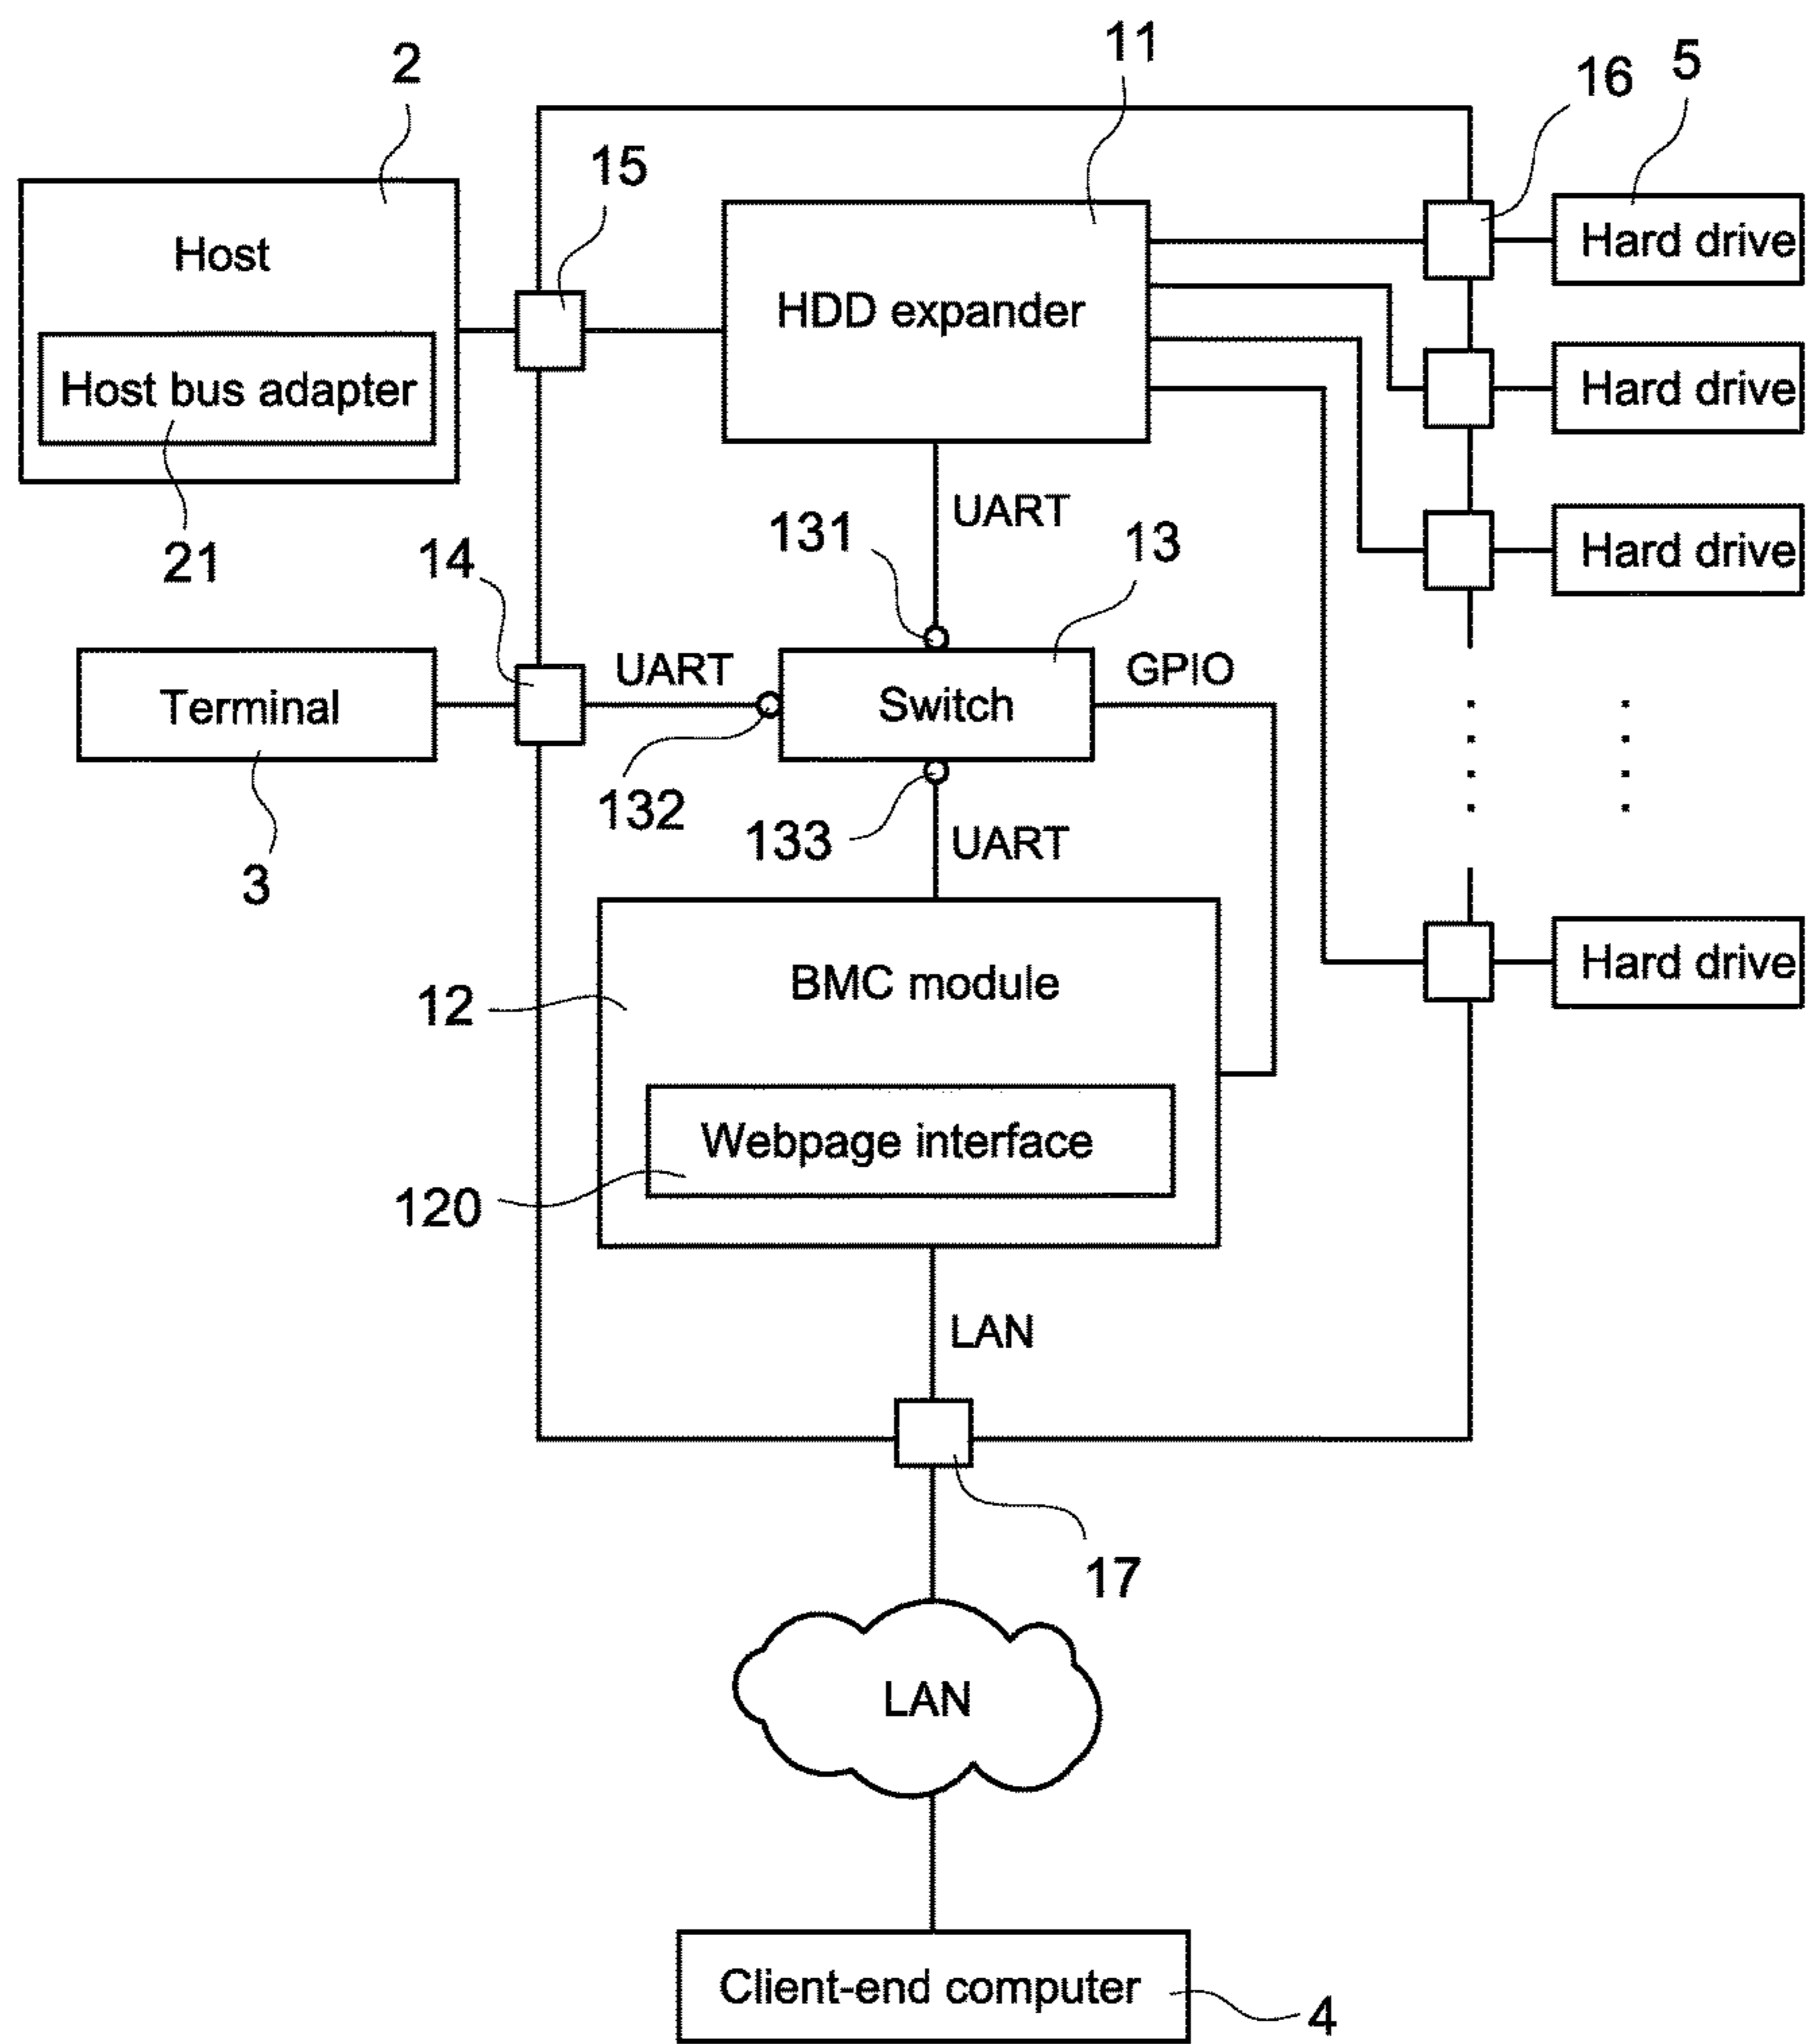 2
11
16
5
15
Host
HDD expander
Hard drive
Host bus adapter
Hard drive
21
14
131
UART
13
Hard drive
Terminal
UART
Switch
GPIO
3
132
133
UART
12
BMC module
Hard drive
Webpage interface
120
LAN
17
LAN
Client-end computer
4